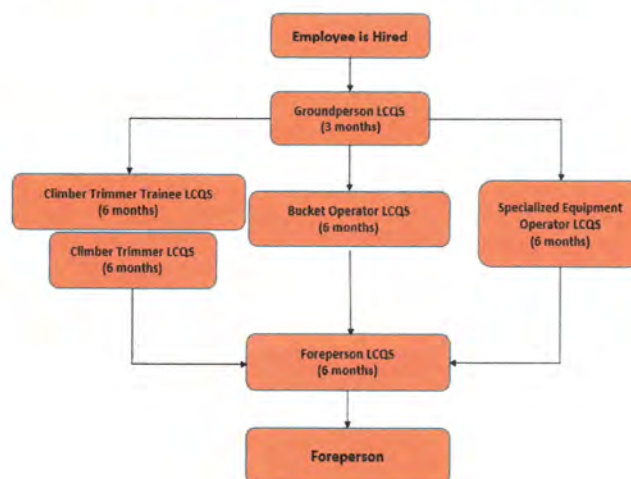 Employee is Hired
Groundperson LCQS
(3 months)
Climber Trimmer Trainee LCQS
(6 months)
Bucket Operator LCQS
(6 months)
Specialized Equipment
Operator LCQS
(6 months)
Climber Trimmer LCQS
(6 months)
Foreperson LCQS
(6 months)
Foreperson